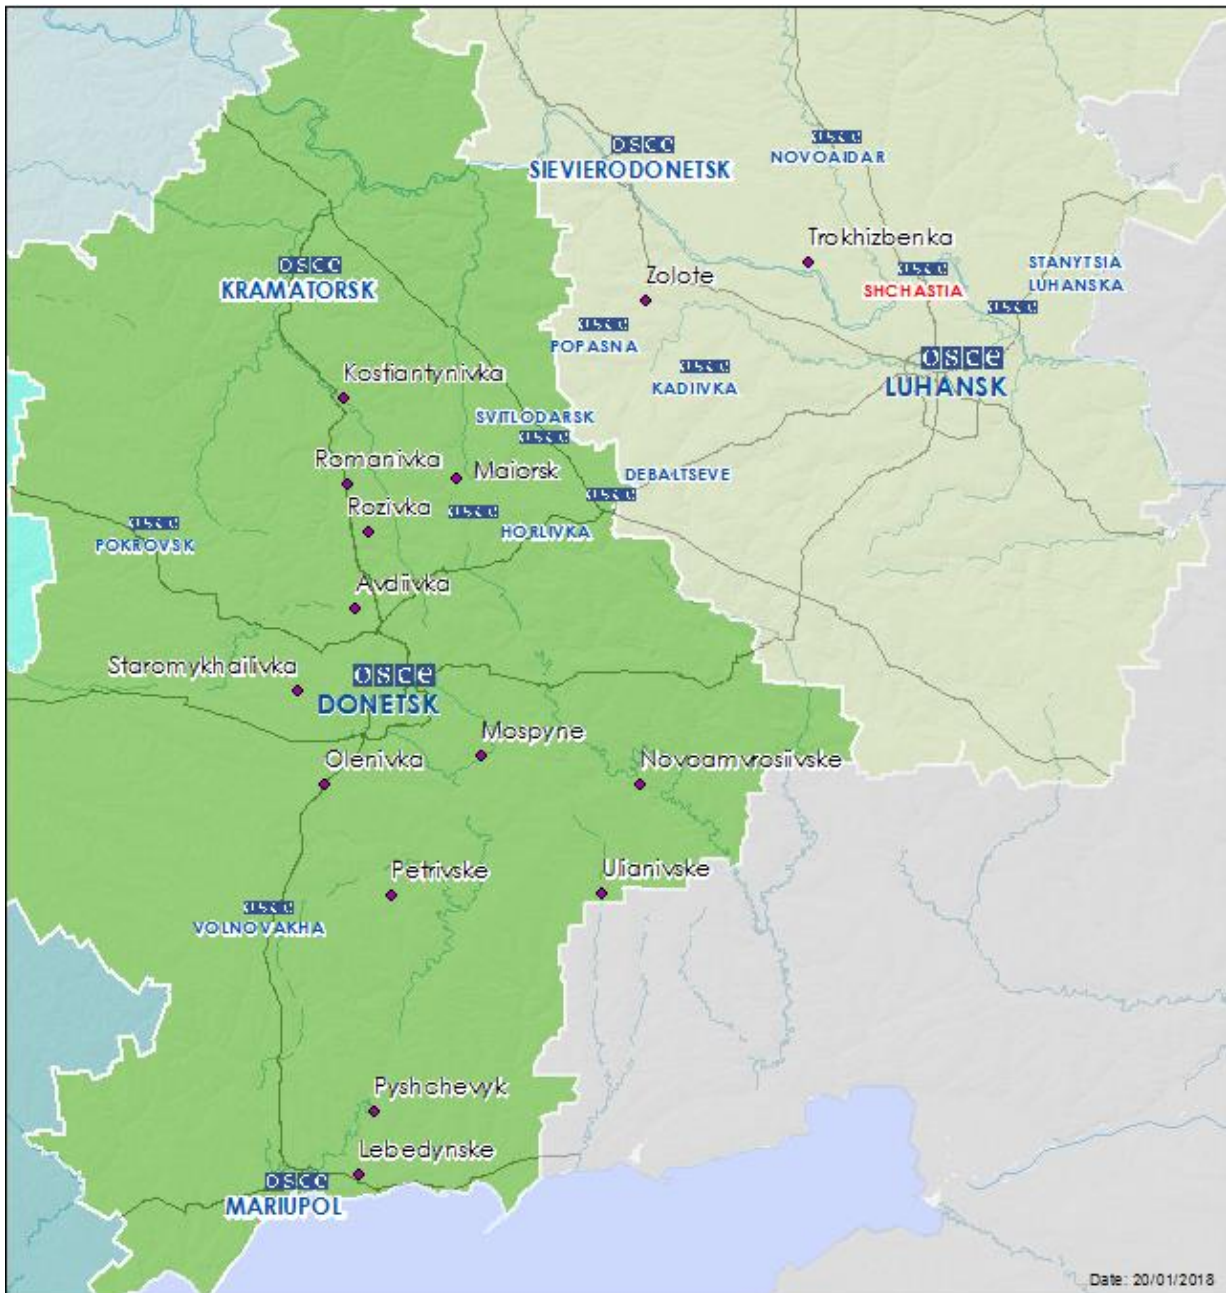 osce
SIEVIERODONETSK
osce
NOVOAIDAR
Trokhizbenka
osce
KRAMATORSK
osce
SHCHASTIA
STANYTSIA
LUHANSKA
osce
Zolote
osce
POPASNA
osce
KADIIVKA
osce
LUHANSK
Kostiantynivka
SVITLODARSK
osce
Romanivka
Maiorsk
DEBALTSEVE
osce
Rozivka
osce
HORLIVKA
osce
POKROVSK
Avdiivka
Staromykhailivka
osce
DONETSK
Mospyne
Olenivka
Novoamvrosiivske
Petrivske
Ulianivske
osce
VOLNOVAKHA
Pyshchevyk
Lebedynske
osce
MARIUPOL
Date: 20/01/2018